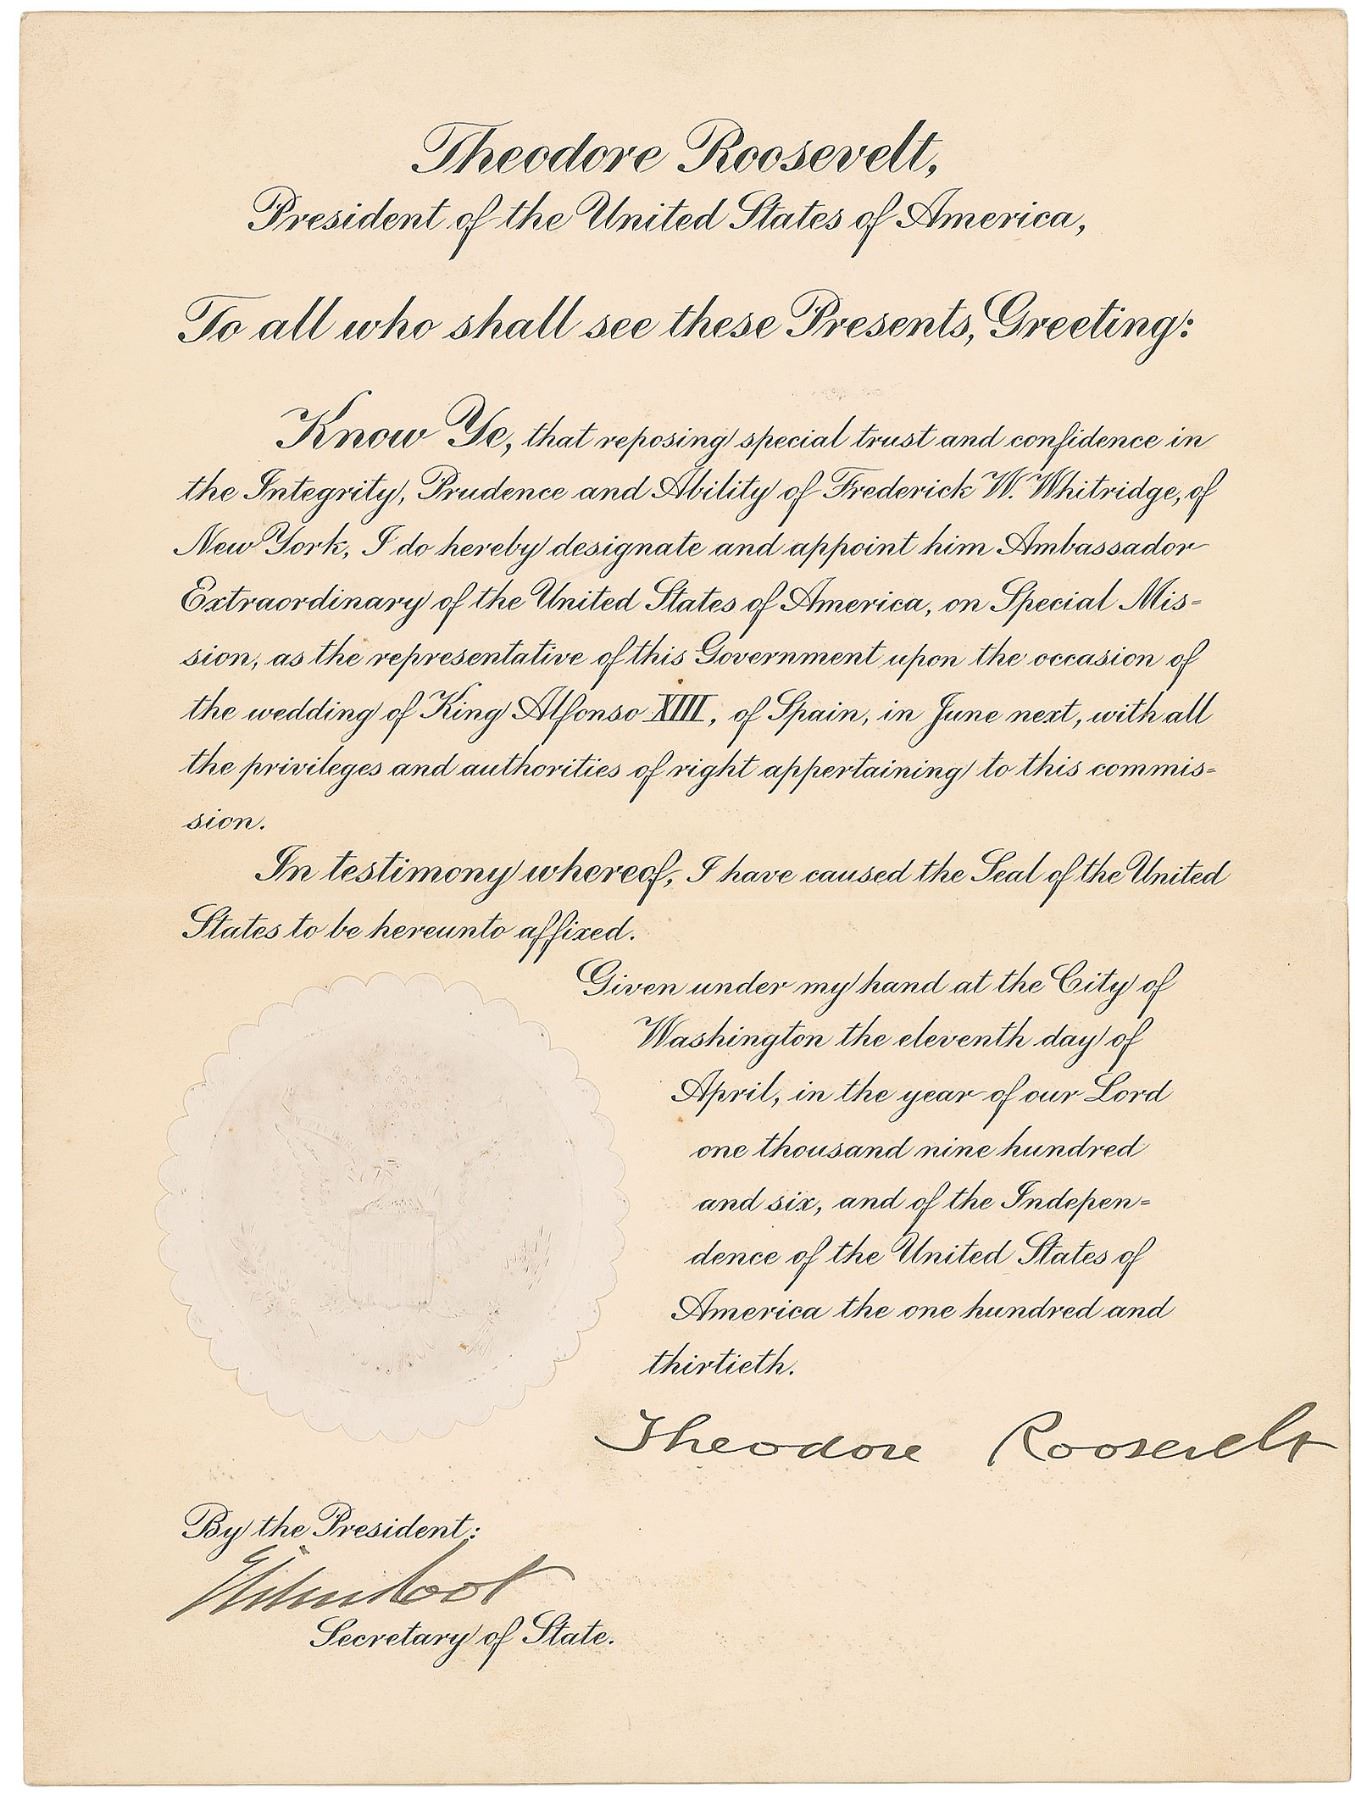 Theodore Roosevelt,
President of the United States of America,
To all who shall see these Presents, Greeting:
Know Ye, that reposing special trust and confidence in
the Integrity, Prudence and Ability of Frederick W. Whitridge, of
New York, I do hereby designate and appoint him Ambassador
Extraordinary of the United States of America, on Special Mis=
sion, as the representative of this Government upon the occasion of
the wedding of King Alfonso XIII, of Spain, in June next, with all
the privileges and authorities of right appertaining to this commis=
sion.
In testimony whereof, I have caused the Seal of the United
States to be hereunto affixed.
Given under my hand at the City of
Washington the eleventh day of
April, in the year of our Lord
one thousand nine hundred
and six, and of the Indepen=
dence of the United States of
America the one hundred and
thirtieth.
Theodore Roosevelt
By the President:
Elihu Root
Secretary of State.